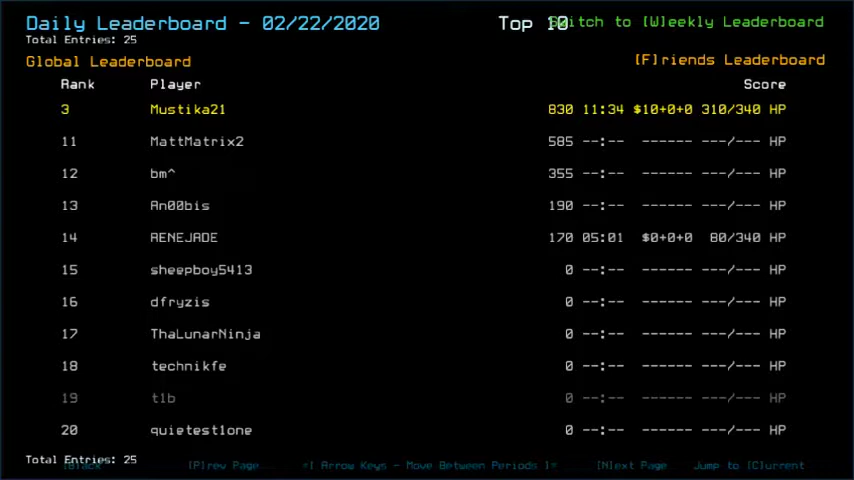 Daily Leaderboard - 02/22/2020 Top 10 Switch to [W]eekly Leaderboard
Total Entries: 25
Global Leaderboard [F]riends Leaderboard
Rank Player Score
3 Mustika21 830 11:34 $10+0+0 310/340 HP
11 MattMatrix2 585 --:-- ------ ---/--- HP
12 bm^ 355 --:-- ------ ---/--- HP
13 An00bis 190 --:-- ------ ---/--- HP
14 RENEJADE 170 05:01 $0+0+0 80/340 HP
15 sheepboy5413 0 --:-- ------ ---/--- HP
16 dfryzis 0 --:-- ------ ---/--- HP
17 ThaLunarNinja 0 --:-- ------ ---/--- HP
18 technikfe 0 --:-- ------ ---/--- HP
19 t1b 0 --:-- ------ ---/--- HP
20 quietest1one 0 --:-- ------ ---/--- HP
Total Entries: 25
[B]ack [P]rev Page =[ Arrow Keys - Move Between Periods ]= [N]ext Page Jump to [C]urrent